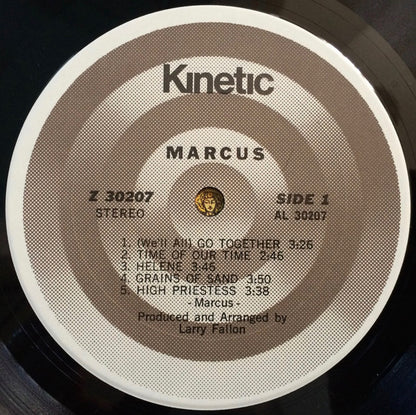 Kinetic
MARCUS
Z 30207 SIDE 1
STEREO AL 30207
1. (We'll All) GO TOGETHER 3:26
2. TIME OF OUR TIME 2:46
3. HELENE 3:45
4. GRAINS OF SAND 3:50
5. HIGH PRIESTESS 3:38
- Marcus -
Produced and Arranged by
Larry Fallon